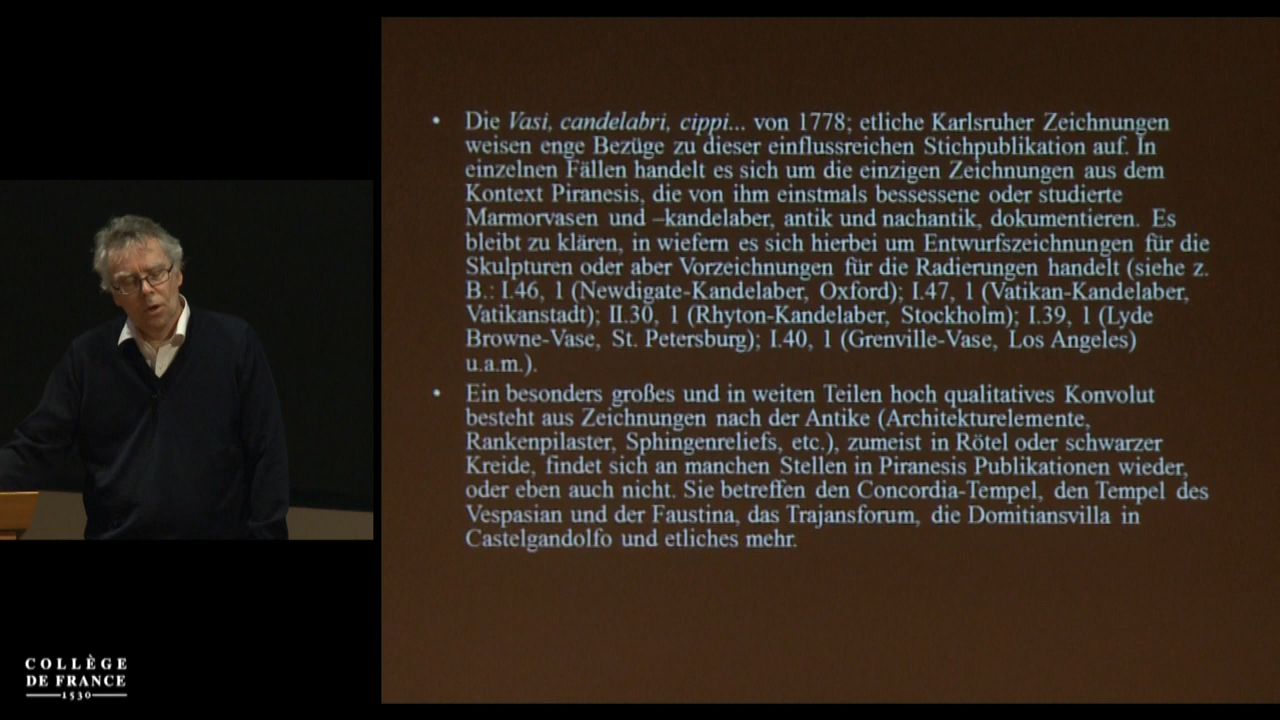 • Die Vasi, candelabri, cippi... von 1778; etliche Karlsruher Zeichnungen
weisen enge Bezüge zu dieser einflussreichen Stichpublikation auf. In
einzelnen Fällen handelt es sich um die einzigen Zeichnungen aus dem
Kontext Piranesis, die von ihm einstmals bessessene oder studierte
Marmorvasen und –kandelaber, antik und nachantik, dokumentieren. Es
bleibt zu klären, in wiefern es sich hierbei um Entwurfszeichnungen für die
Skulpturen oder aber Vorzeichnungen für die Radierungen handelt (siehe z.
B.: I.46, 1 (Newdigate-Kandelaber, Oxford); I.47, 1 (Vatikan-Kandelaber,
Vatikanstadt); II.30, 1 (Rhyton-Kandelaber, Stockholm); I.39, 1 (Lyde
Browne-Vase, St. Petersburg); I.40, 1 (Grenville-Vase, Los Angeles)
u.a.m.).
• Ein besonders großes und in weiten Teilen hoch qualitatives Konvolut
besteht aus Zeichnungen nach der Antike (Architekturelemente,
Rankenpilaster, Sphingenreliefs, etc.), zumeist in Rötel oder schwarzer
Kreide, findet sich an manchen Stellen in Piranesis Publikationen wieder,
oder eben auch nicht. Sie betreffen den Concordia-Tempel, den Tempel des
Vespasian und der Faustina, das Trajansforum, die Domitiansvilla in
Castelgandolfo und etliches mehr.
COLLÈGE
DE FRANCE
1530